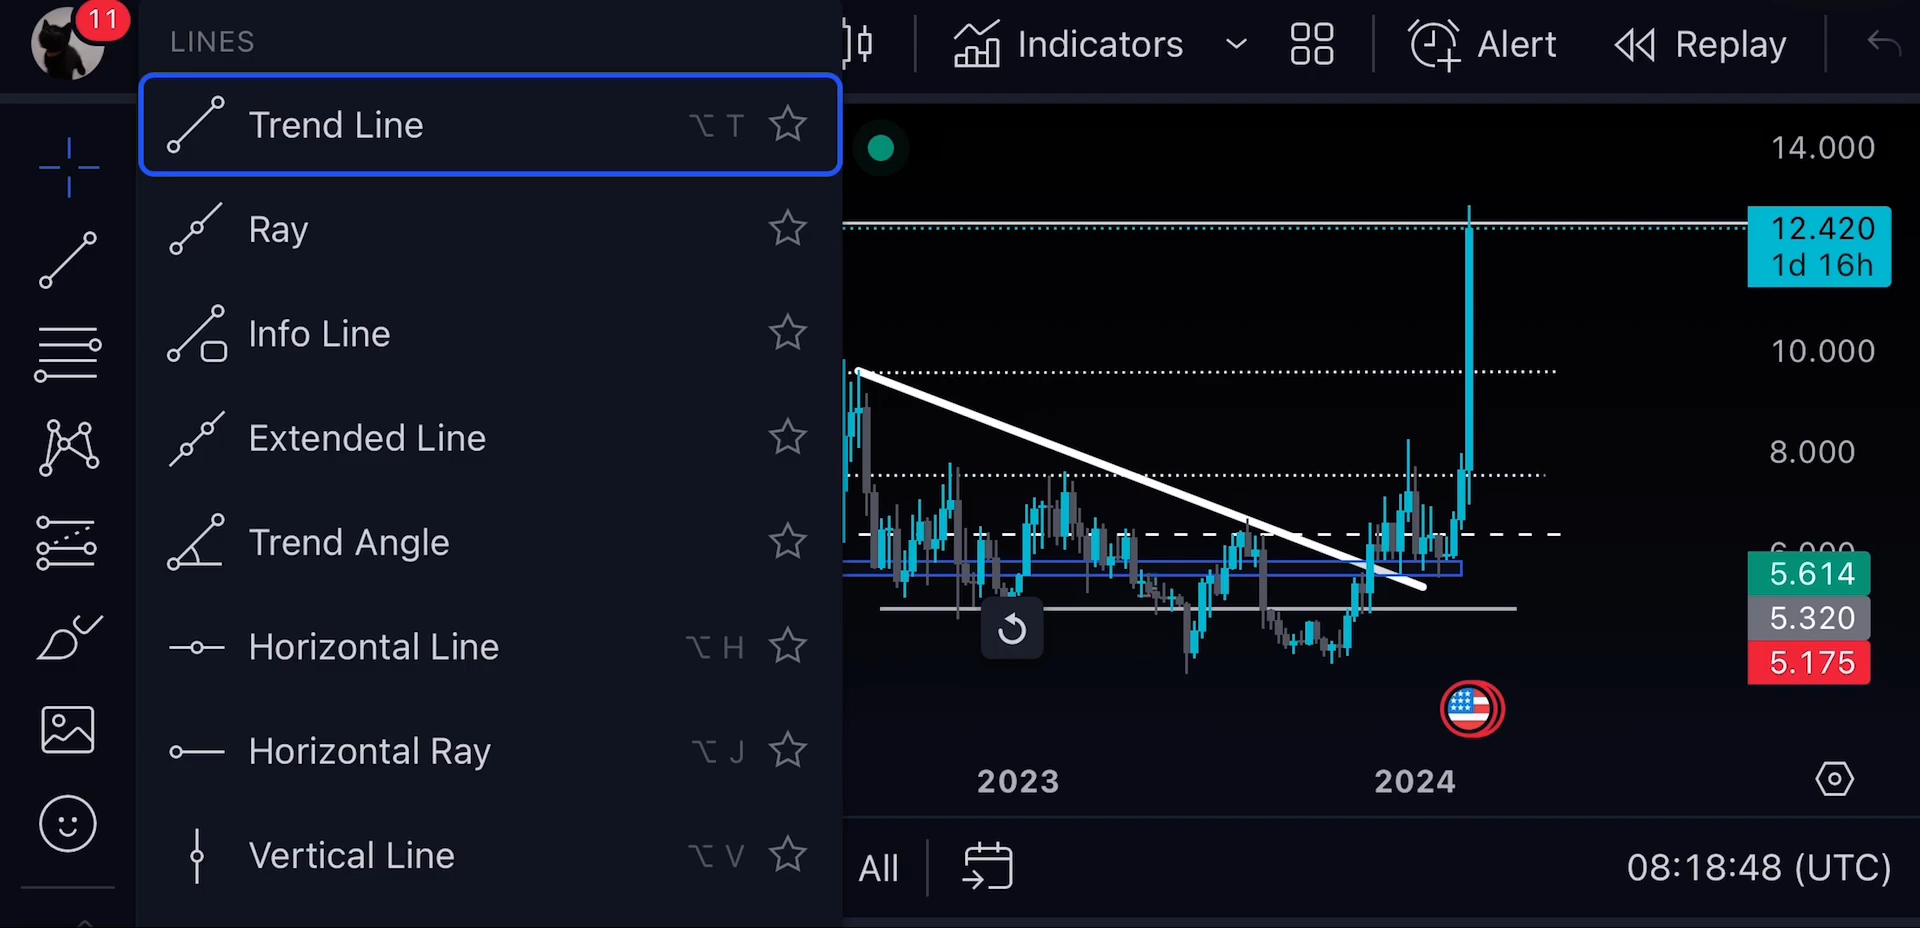 11
LINES
Indicators
Alert
Replay
Trend Line ⌥ T
Ray
Info Line
Extended Line
Trend Angle
Horizontal Line ⌥ H
Horizontal Ray ⌥ J
Vertical Line ⌥ V
14.000
12.420
1d 16h
10.000
8.000
6.000
5.614
5.320
5.175
2023
2024
All
08:18:48 (UTC)